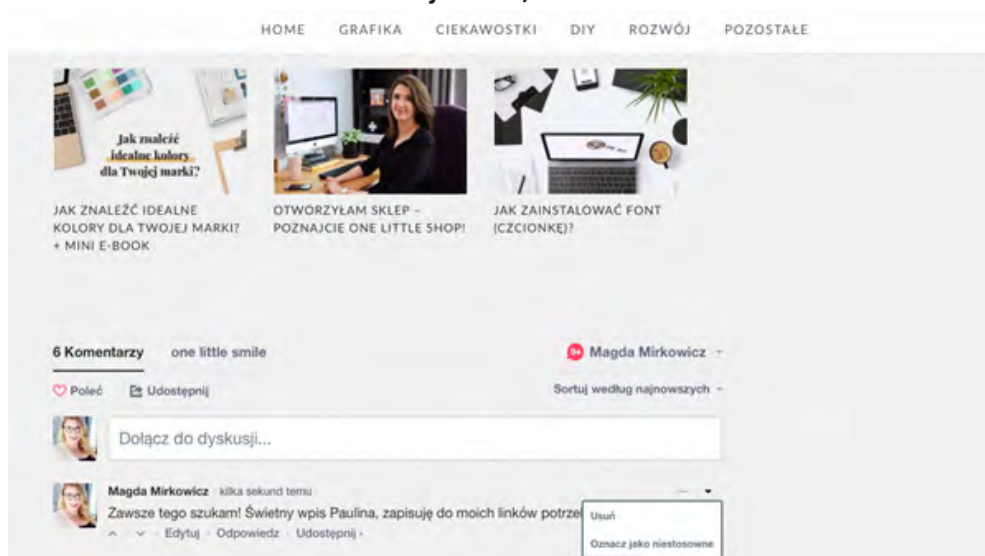 HOME GRAFIKA CIEKAWOSTKI DIY ROZWÓJ POZOSTAŁE
Jak znaleźć
idealne kolory
dla Twojej marki?
JAK ZNALEŹĆ IDEALNE
KOLORY DLA TWOJEJ MARKI?
+ MINI E-BOOK
OTWORZYŁAM SKLEP –
POZNAJCIE ONE LITTLE SHOP!
JAK ZAINSTALOWAĆ FONT
(CZCIONKĘ)?
6 Komentarzy one little smile 9+ Magda Mirkowicz
Poleć Udostępnij Sortuj według najnowszych
Dołącz do dyskusji...
Magda Mirkowicz · kilka sekund temu
Zawsze tego szukam! Świetny wpis Paulina, zapisuję do moich linków potrze
Usuń
Edytuj · Odpowiedz · Udostępnij ›
Oznacz jako niestosowne